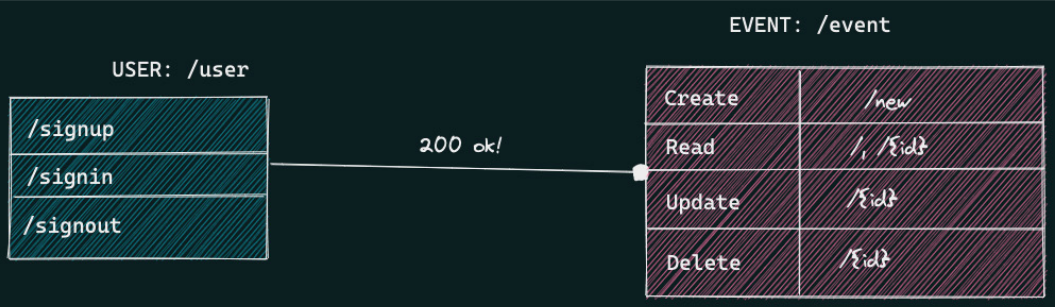 USER: /user
/signup
/signin
/signout
200 ok!
EVENT: /event
Create /new
Read /, /{id}
Update /{id}
Delete /{id}